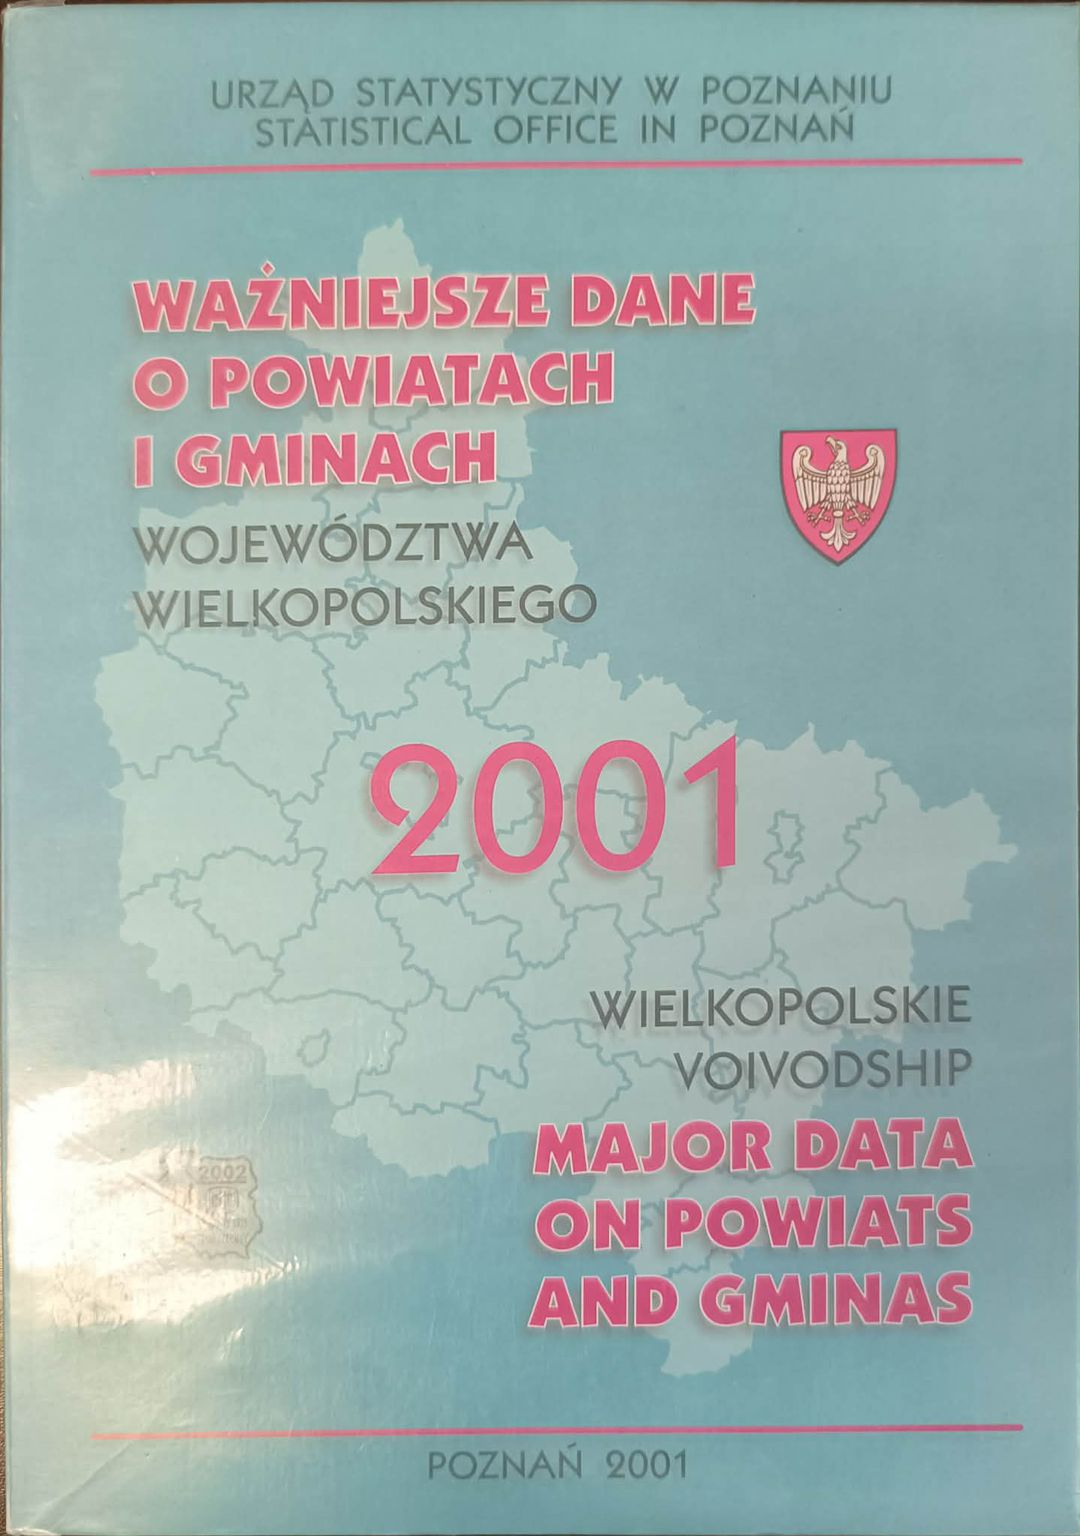 URZĄD STATYSTYCZNY W POZNANIU
STATISTICAL OFFICE IN POZNAŃ
WAŻNIEJSZE DANE
O POWIATACH
I GMINACH
WOJEWÓDZTWA
WIELKOPOLSKIEGO
2001
WIELKOPOLSKIE
VOIVODSHIP
MAJOR DATA
ON POWIATS
AND GMINAS
2002
POZNAŃ 2001